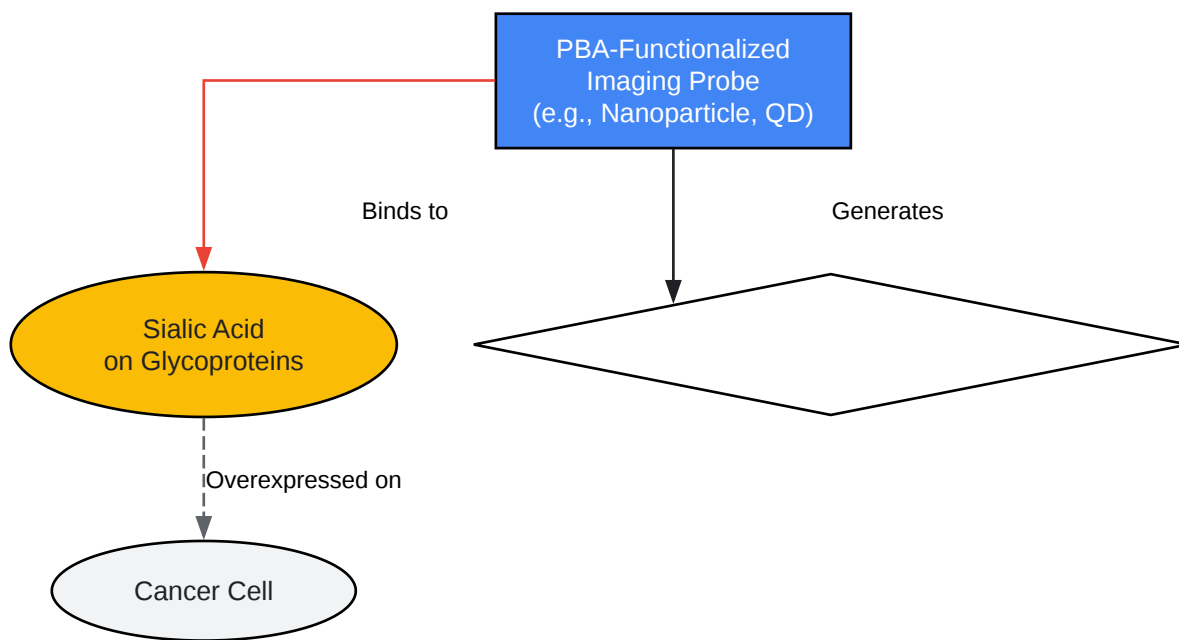 PBA-Functionalized
Imaging Probe
(e.g., Nanoparticle, QD)
Binds to
Generates
Sialic Acid
on Glycoproteins
Overexpressed on
Cancer Cell